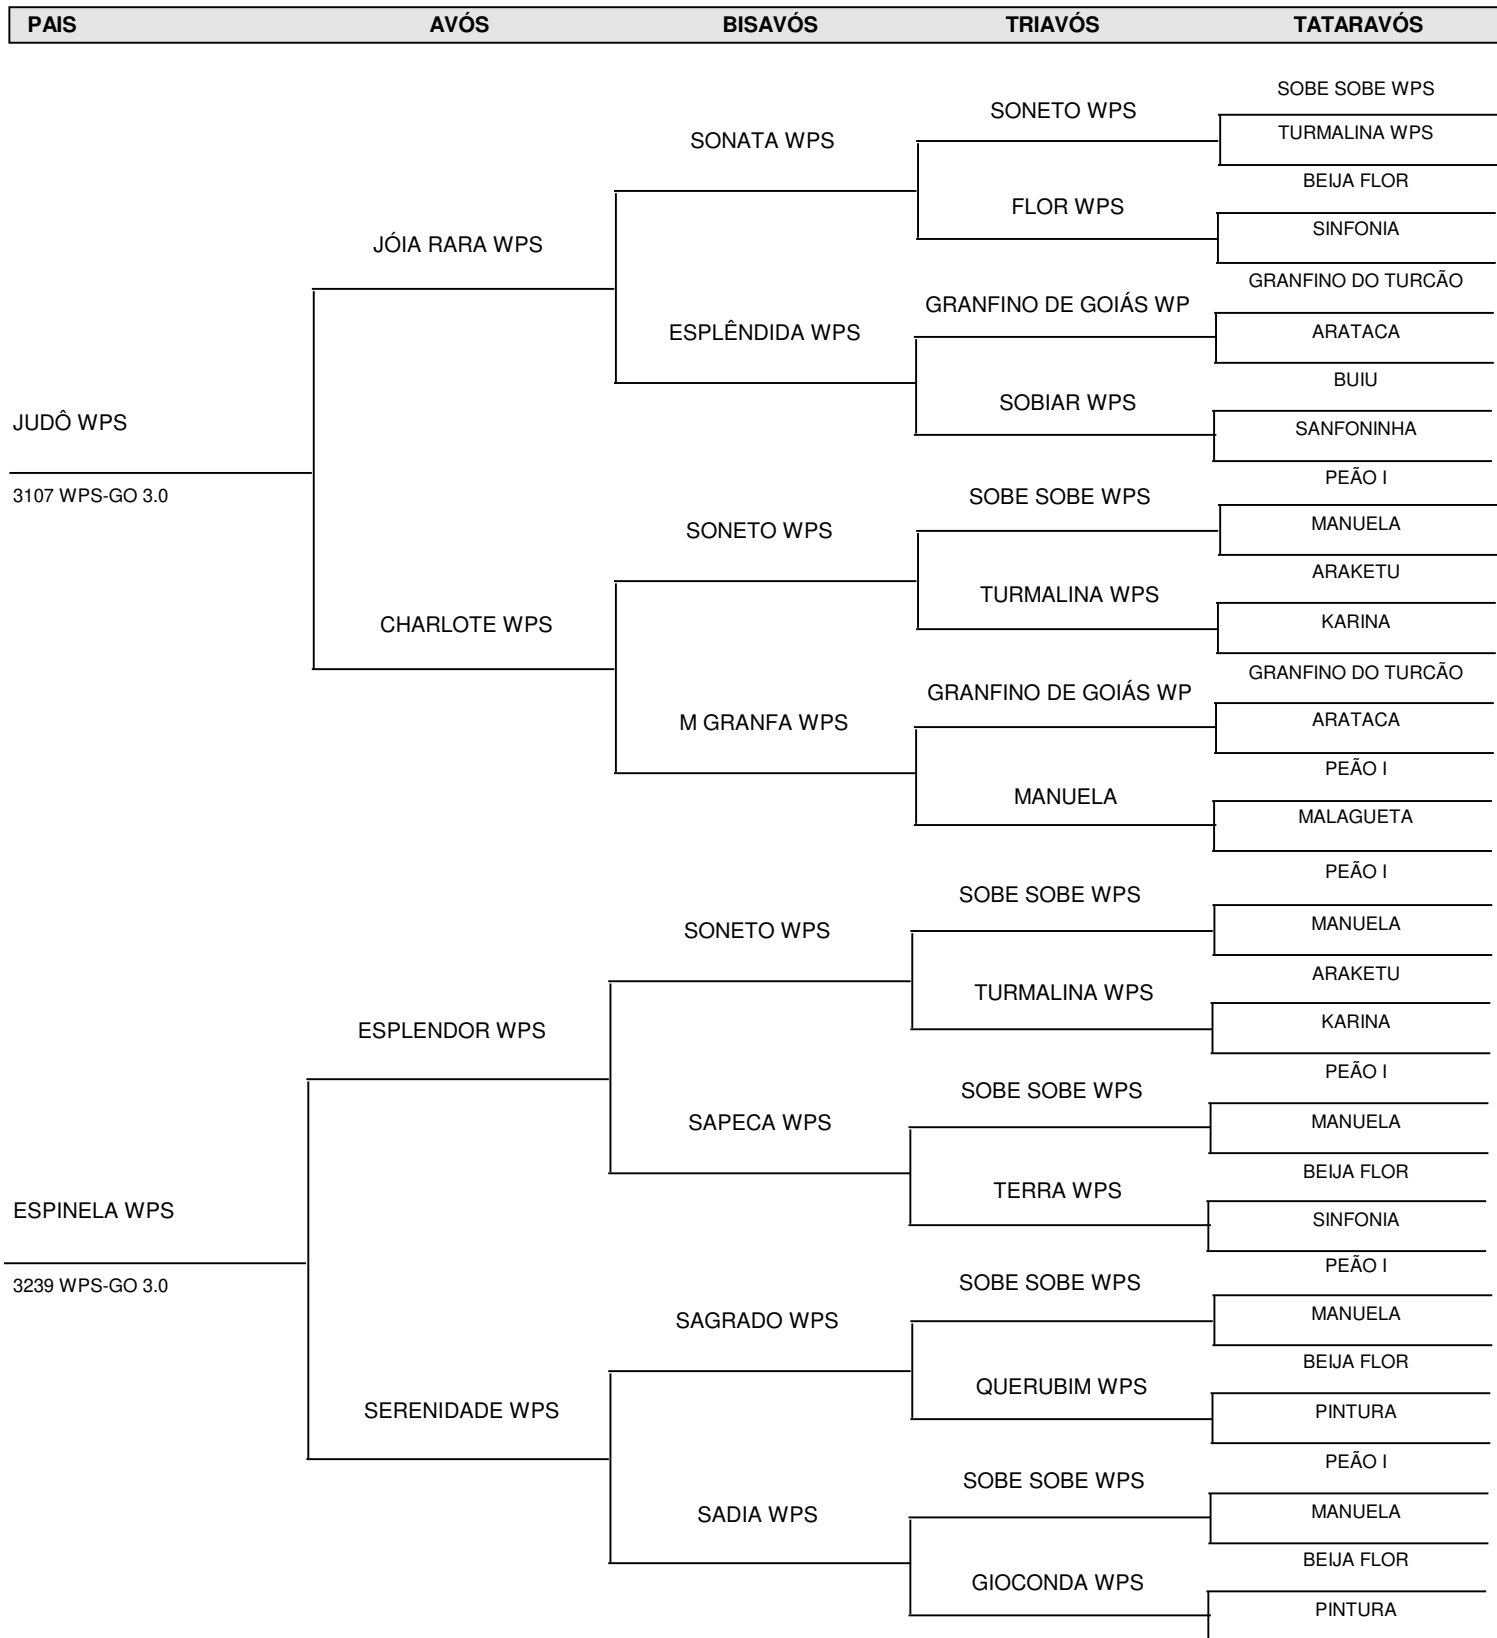 PAIS AVÓS BISAVÓS TRIAVÓS TATARAVÓS
SOBE SOBE WPS
SONETO WPS
TURMALINA WPS
SONATA WPS
BEIJA FLOR
FLOR WPS
SINFONIA
JÓIA RARA WPS
GRANFINO DO TURCÃO
GRANFINO DE GOIÁS WP
ARATACA
ESPLÊNDIDA WPS
BUIU
SOBIAR WPS
SANFONINHA
JUDÔ WPS
3107 WPS-GO 3.0
PEÃO I
SOBE SOBE WPS
MANUELA
SONETO WPS
ARAKETU
TURMALINA WPS
KARINA
CHARLOTE WPS
GRANFINO DO TURCÃO
GRANFINO DE GOIÁS WP
ARATACA
M GRANFA WPS
PEÃO I
MANUELA
MALAGUETA
PEÃO I
SOBE SOBE WPS
MANUELA
SONETO WPS
ARAKETU
TURMALINA WPS
KARINA
ESPLENDOR WPS
PEÃO I
SOBE SOBE WPS
MANUELA
SAPECA WPS
BEIJA FLOR
TERRA WPS
SINFONIA
ESPINELA WPS
3239 WPS-GO 3.0
PEÃO I
SOBE SOBE WPS
MANUELA
SAGRADO WPS
BEIJA FLOR
QUERUBIM WPS
PINTURA
SERENIDADE WPS
PEÃO I
SOBE SOBE WPS
MANUELA
SADIA WPS
BEIJA FLOR
GIOCONDA WPS
PINTURA